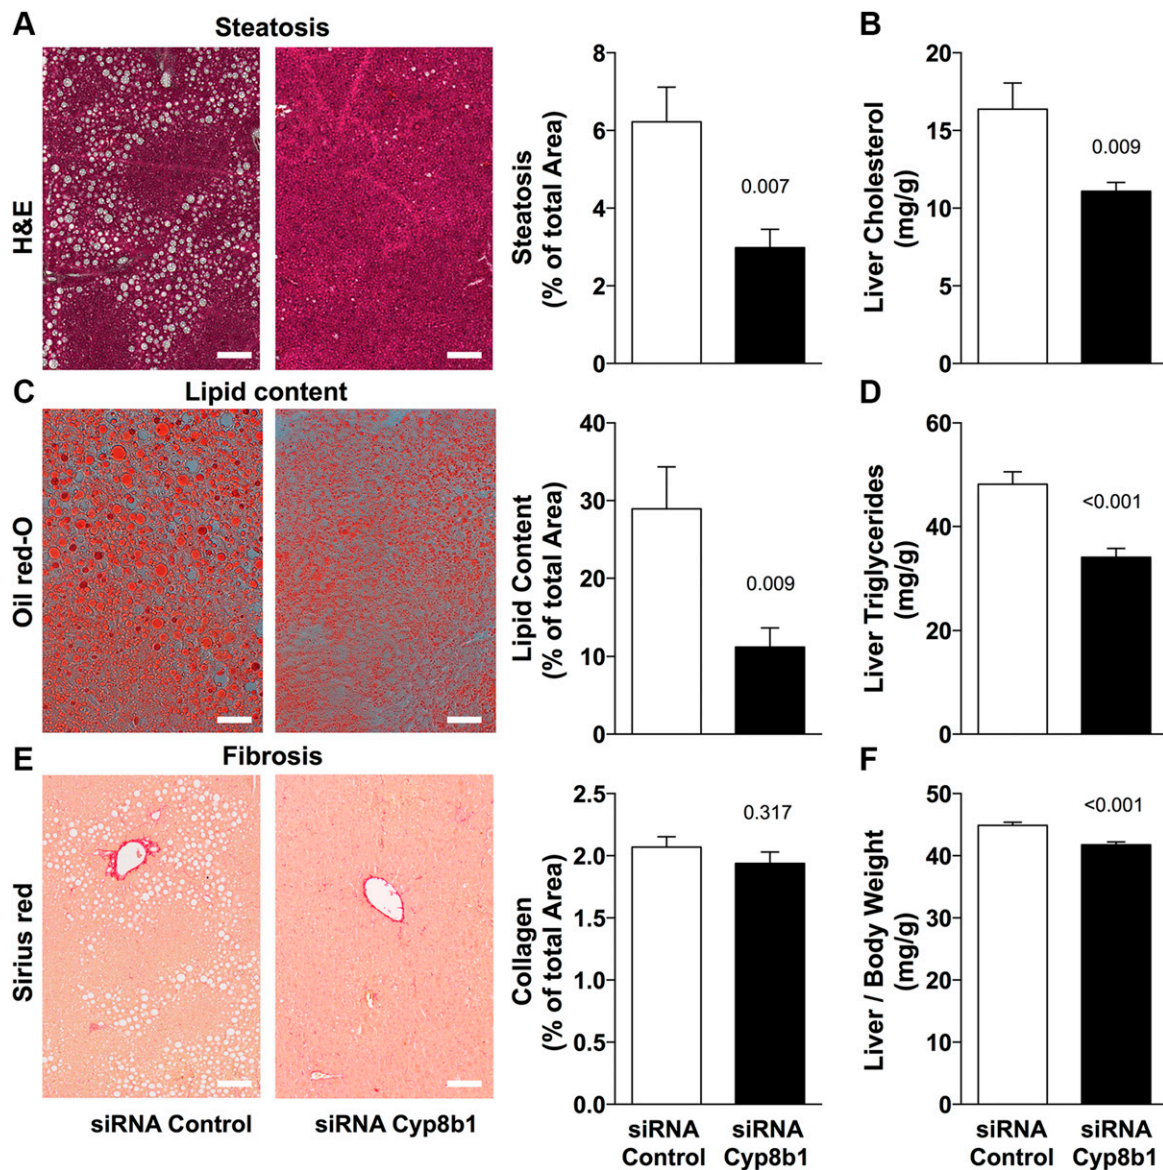 A
Steatosis
H&E
Steatosis
(% of total Area)
8
6
4
2
0
0.007
B
Liver Cholesterol
(mg/g)
20
15
10
5
0
0.009
C
Lipid content
Oil red-O
Lipid Content
(% of total Area)
40
30
20
10
0
0.009
D
Liver Triglycerides
(mg/g)
60
40
20
0
<0.001
E
Fibrosis
Sirius red
siRNA Control
siRNA Cyp8b1
Collagen
(% of total Area)
2.5
2.0
1.5
1.0
0.5
0.0
0.317
siRNA
Control
siRNA
Cyp8b1
F
Liver / Body Weight
(mg/g)
50
40
30
20
10
0
<0.001
siRNA
Control
siRNA
Cyp8b1